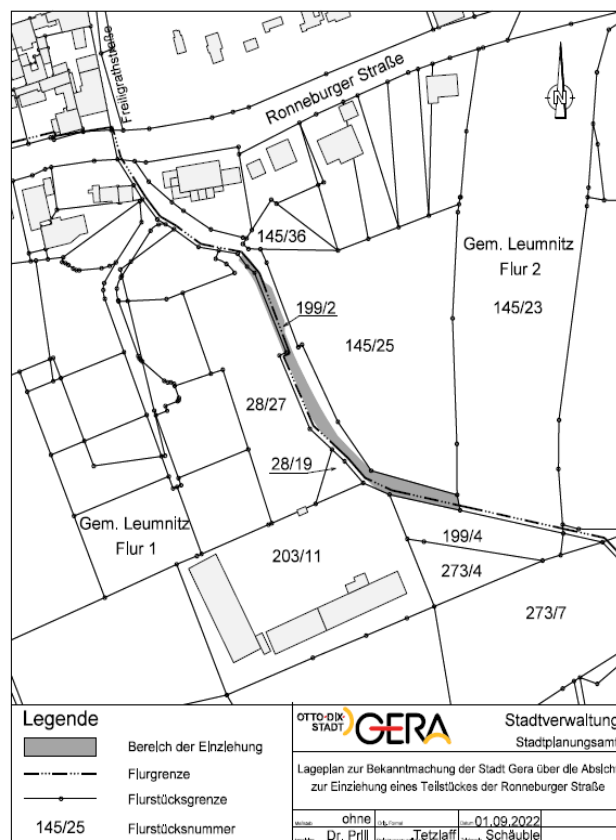 Freiligrathstraße
Ronneburger Straße
N
145/36
Gem. Leumnitz
Flur 2
145/23
199/2
145/25
28/27
28/19
Gem. Leumnitz
Flur 1
203/11
199/4
273/4
273/7
Legende
Bereich der Einziehung
Flurgrenze
Flurstücksgrenze
145/25 Flurstücksnummer
OTTO-DIX-
STADT
GERA
Stadtverwaltung
Stadtplanungsamt
Lageplan zur Bekanntmachung der Stadt Gera über die Absicht
zur Einziehung eines Teilstückes der Ronneburger Straße
ohne
01.09.2022
Dr. Prill
Tetzlaff
Schäuble